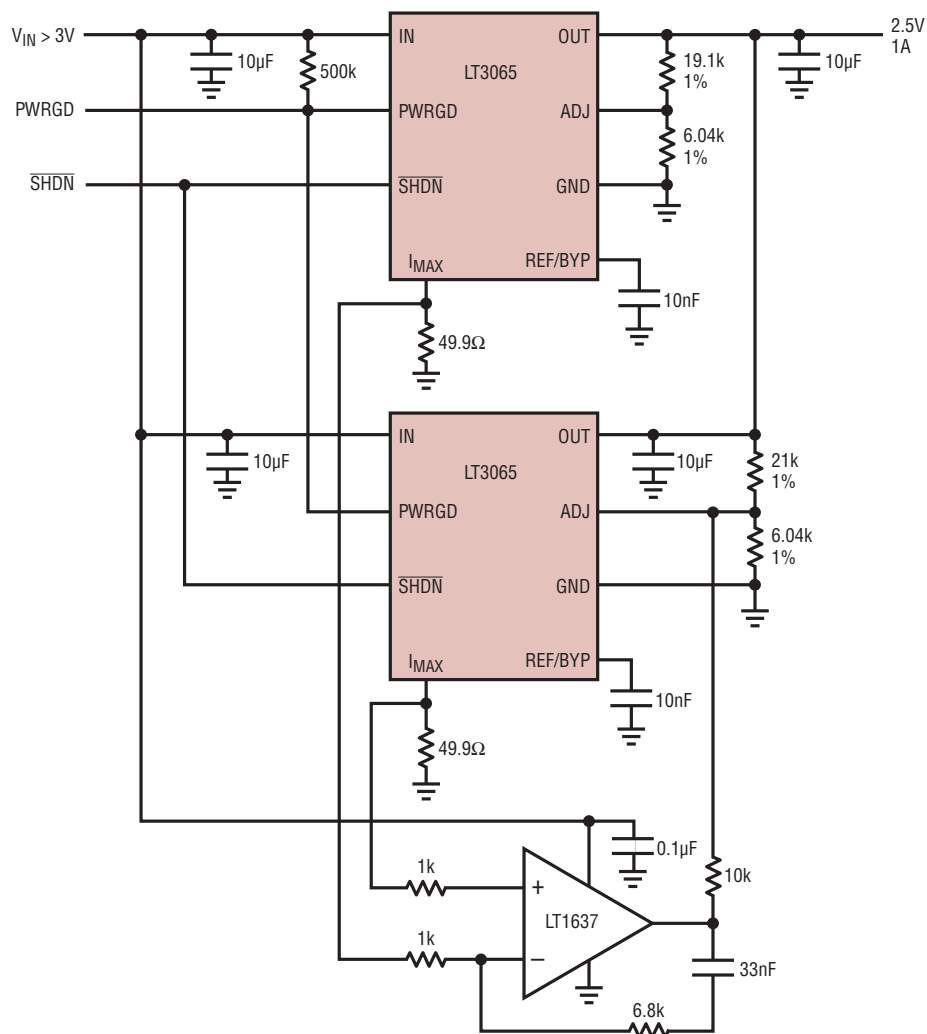 V_IN > 3V
10µF
500k
IN
OUT
LT3065
19.1k
1%
10µF
2.5V
1A
PWRGD
PWRGD
ADJ
6.04k
1%
SHDN
SHDN
GND
I_MAX
REF/BYP
10nF
49.9Ω
10µF
IN
OUT
LT3065
10µF
21k
1%
PWRGD
ADJ
6.04k
1%
SHDN
GND
I_MAX
REF/BYP
10nF
49.9Ω
0.1µF
1k
+
LT1637
10k
1k
–
33nF
6.8k